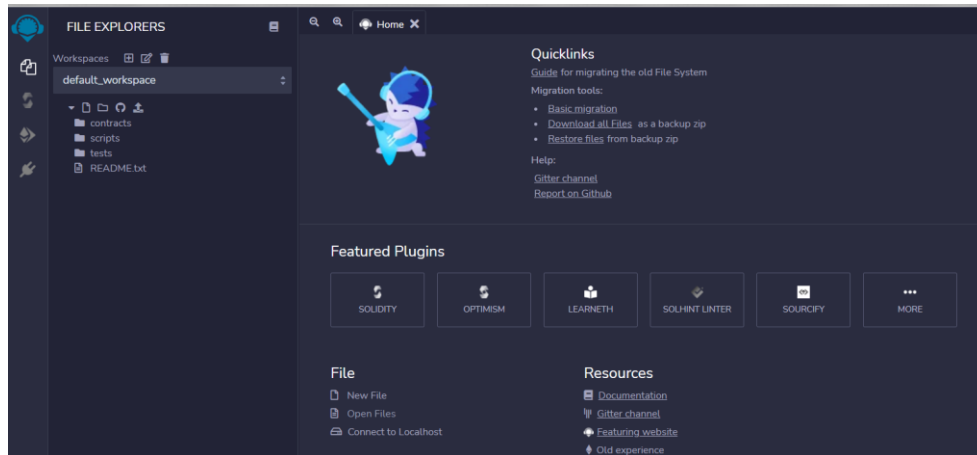 FILE EXPLORERS
Workspaces
default_workspace
contracts
scripts
tests
README.txt
Home
Quicklinks
Guide for migrating the old File System
Migration tools:
Basic migration
Download all Files as a backup zip
Restore files from backup zip
Help:
Gitter channel
Report on Github
Featured Plugins
SOLIDITY
OPTIMISM
LEARNETH
SOLHINT LINTER
SOURCIFY
MORE
File
New File
Open Files
Connect to Localhost
Resources
Documentation
Gitter channel
Featuring website
Old experience